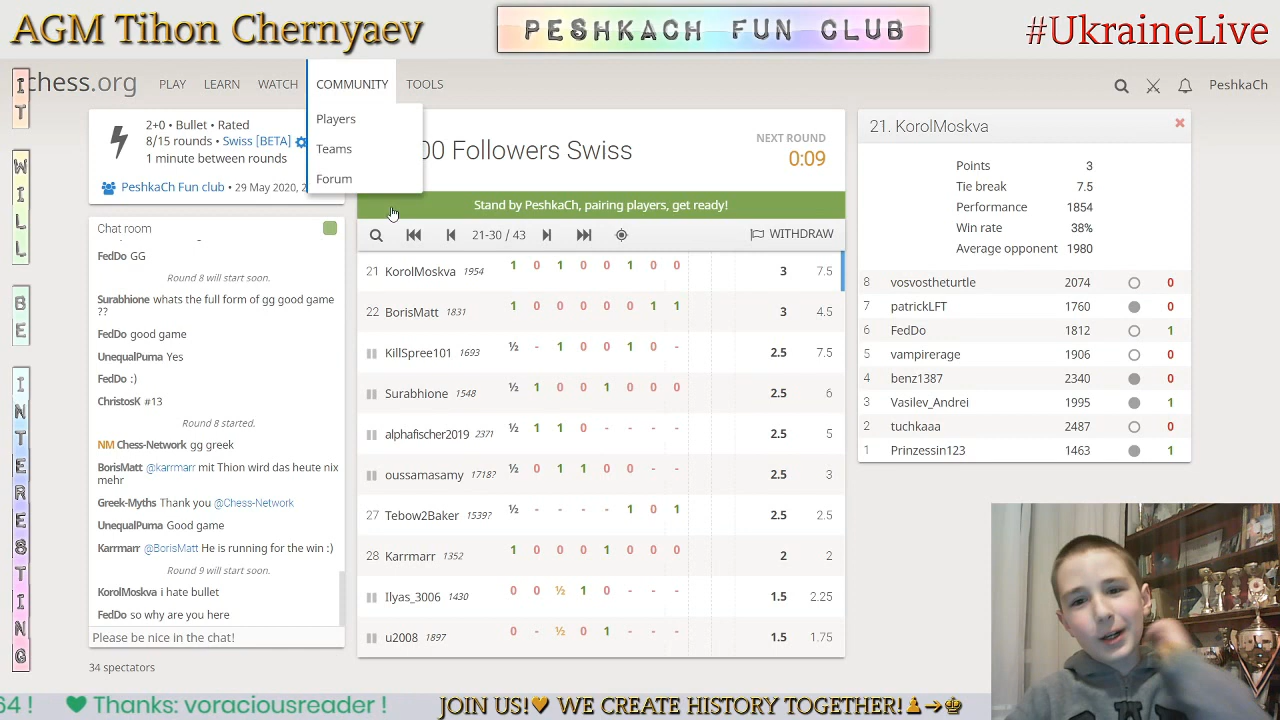 AGM Tihon Chernyaev
PESHKACH FUN CLUB
#UkraineLive
IT
WILL
BE
INTERESTING
chess.org
PLAY LEARN WATCH COMMUNITY TOOLS
PeshkaCh
Players
Teams
Forum
2+0 • Bullet • Rated
8/15 rounds • Swiss [BETA]
1 minute between rounds
PeshkaCh Fun club • 29 May 2020, 2
Chat room
FedDo GG
Round 8 will start soon.
Surabhione whats the full form of gg good game
??
FedDo good game
UnequalPuma Yes
FedDo :)
ChristosK #13
Round 8 started.
NM Chess-Network gg greek
BorisMatt @karrmarr mit Thion wird das heute nix
mehr
Greek-Myths Thank you @Chess-Network
UnequalPuma Good game
Karrmarr @BorisMatt He is running for the win :)
Round 9 will start soon.
KorolMoskva i hate bullet
FedDo so why are you here
Please be nice in the chat!
34 spectators
00 Followers Swiss
NEXT ROUND
0:09
Stand by PeshkaCh, pairing players, get ready!
21-30 / 43 WITHDRAW
21 KorolMoskva 1954 1 0 1 0 0 1 0 0 3 7.5
22 BorisMatt 1831 1 0 0 0 0 0 1 1 3 4.5
KillSpree101 1693 ½ - 1 0 0 1 0 - 2.5 7.5
Surabhione 1548 ½ 1 0 0 1 0 0 0 2.5 6
alphafischer2019 2371 ½ 1 1 0 - - - - 2.5 5
oussamasamy 1718? ½ 0 1 1 0 0 - - 2.5 3
27 Tebow2Baker 1539? ½ - - - - 1 0 1 2.5 2.5
28 Karrmarr 1352 1 0 0 0 1 0 0 0 2 2
Ilyas_3006 1430 0 0 ½ 1 0 - - - 1.5 2.25
u2008 1897 0 - ½ 0 1 - - - 1.5 1.75
21. KorolMoskva
Points 3
Tie break 7.5
Performance 1854
Win rate 38%
Average opponent 1980
8 vosvostheturtle 2074 0
7 patrickLFT 1760 0
6 FedDo 1812 1
5 vampirerage 1906 0
4 benz1387 2340 0
3 Vasilev_Andrei 1995 1
2 tuchkaaa 2487 0
1 Prinzessin123 1463 1
64 ! Thanks: voraciousreader !
JOIN US!♥ WE CREATE HISTORY TOGETHER!♟→♔